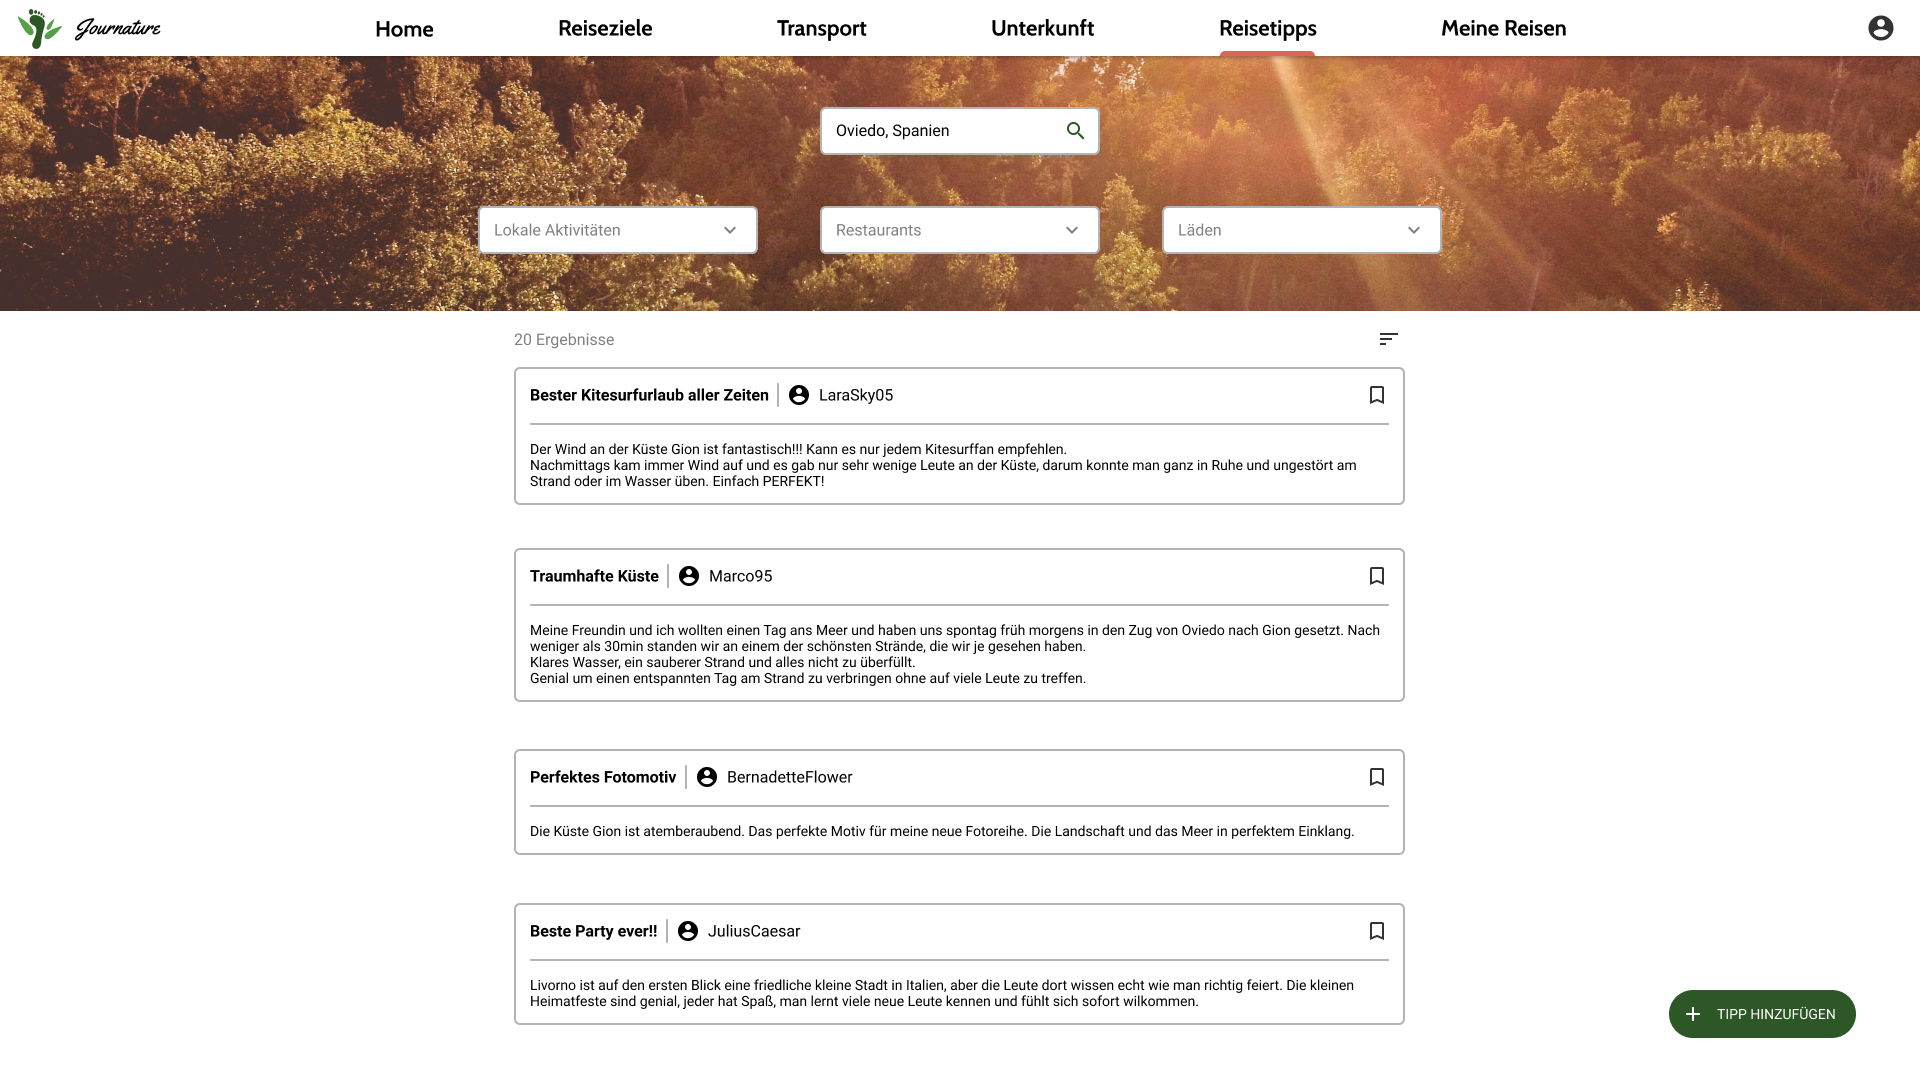 Journature
Home
Reiseziele
Transport
Unterkunft
Reisetipps
Meine Reisen
Oviedo, Spanien
Lokale Aktivitäten
Restaurants
Läden
20 Ergebnisse
Bester Kitesurfurlaub aller Zeiten
LaraSky05
Der Wind an der Küste Gion ist fantastisch!!! Kann es nur jedem Kitesurffan empfehlen.
Nachmittags kam immer Wind auf und es gab nur sehr wenige Leute an der Küste, darum konnte man ganz in Ruhe und ungestört am
Strand oder im Wasser üben. Einfach PERFEKT!
Traumhafte Küste
Marco95
Meine Freundin und ich wollten einen Tag ans Meer und haben uns spontag früh morgens in den Zug von Oviedo nach Gion gesetzt. Nach
weniger als 30min standen wir an einem der schönsten Strände, die wir je gesehen haben.
Klares Wasser, ein sauberer Strand und alles nicht zu überfüllt.
Genial um einen entspannten Tag am Strand zu verbringen ohne auf viele Leute zu treffen.
Perfektes Fotomotiv
BernadetteFlower
Die Küste Gion ist atemberaubend. Das perfekte Motiv für meine neue Fotoreihe. Die Landschaft und das Meer in perfektem Einklang.
Beste Party ever!!
JuliusCaesar
Livorno ist auf den ersten Blick eine friedliche kleine Stadt in Italien, aber die Leute dort wissen echt wie man richtig feiert. Die kleinen
Heimatfeste sind genial, jeder hat Spaß, man lernt viele neue Leute kennen und fühlt sich sofort wilkommen.
TIPP HINZUFÜGEN